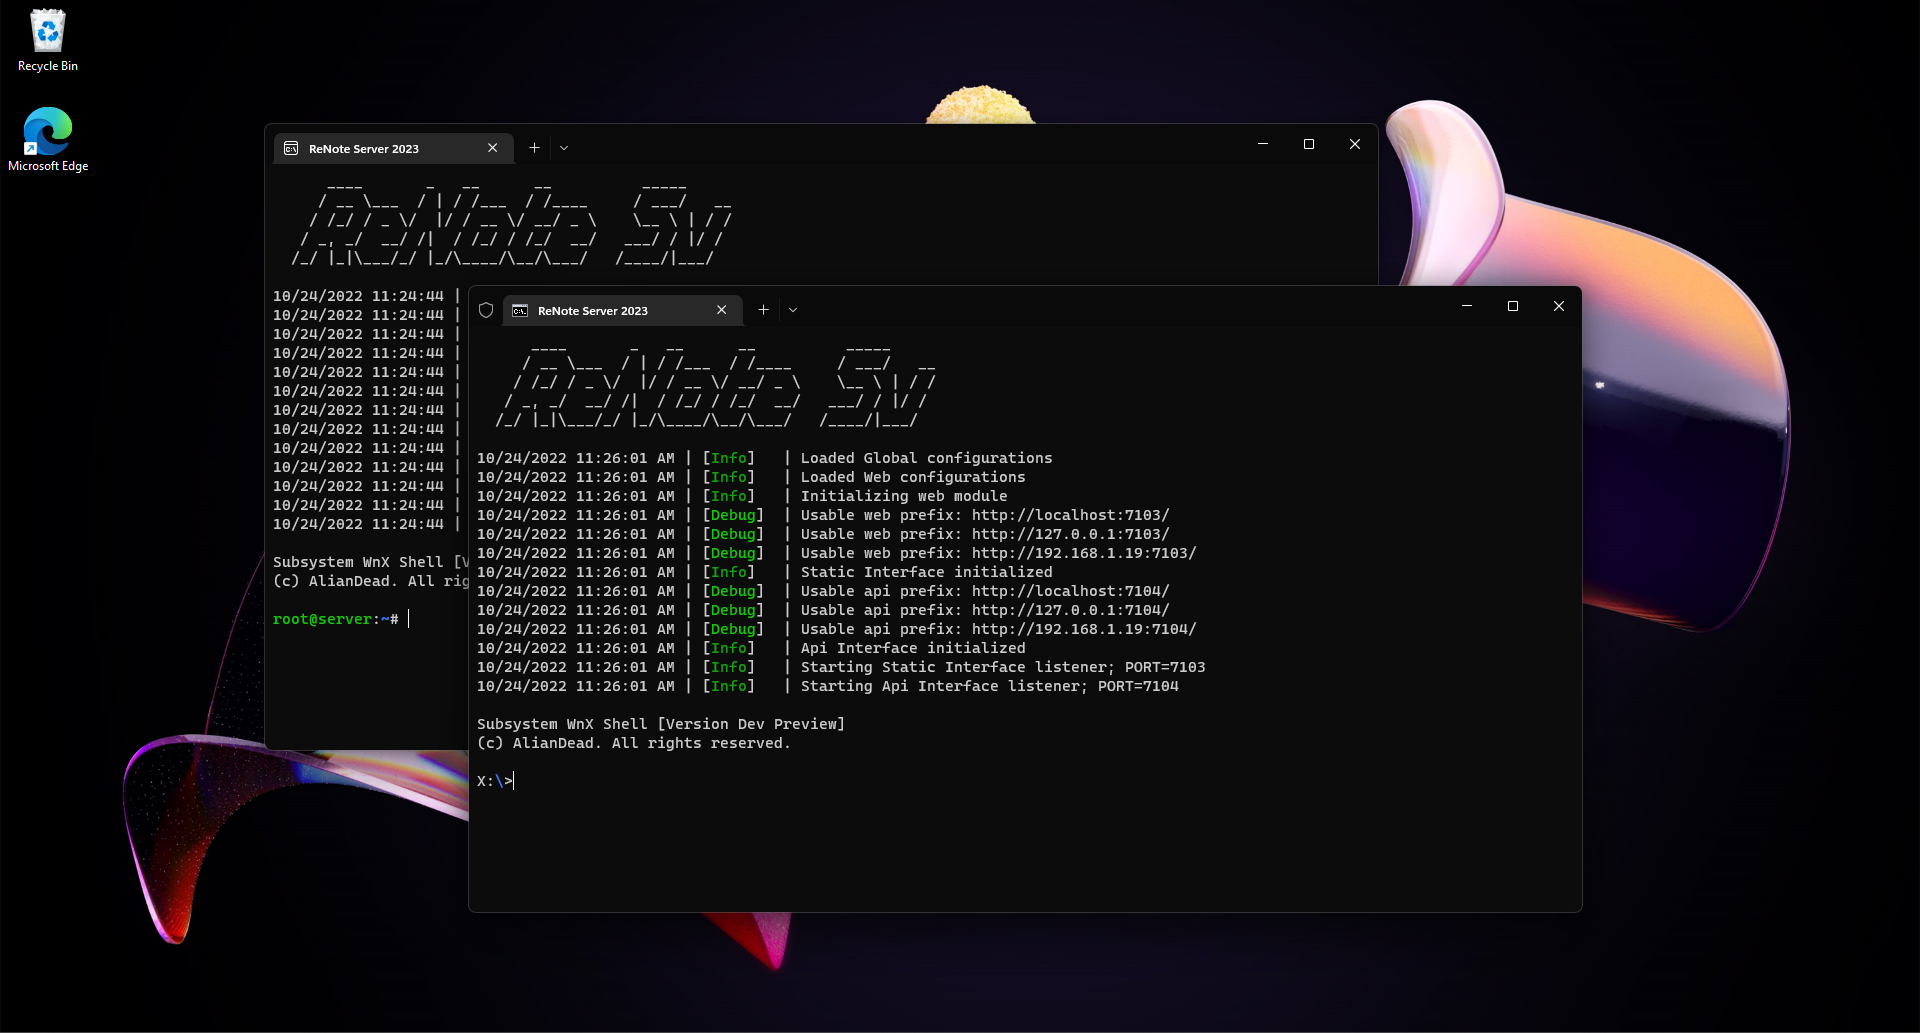 Recycle Bin
Microsoft Edge
ReNote Server 2023
ReNote Sv
10/24/2022 11:24:44 |
10/24/2022 11:24:44 |
10/24/2022 11:24:44 |
10/24/2022 11:24:44 |
10/24/2022 11:24:44 |
10/24/2022 11:24:44 |
10/24/2022 11:24:44 |
10/24/2022 11:24:44 |
10/24/2022 11:24:44 |
10/24/2022 11:24:44 |
10/24/2022 11:24:44 |
10/24/2022 11:24:44 |
10/24/2022 11:24:44 |
Subsystem WnX Shell [V
(c) AlianDead. All rig
root@server:~#
ReNote Server 2023
ReNote Sv
10/24/2022 11:26:01 AM | [Info] | Loaded Global configurations
10/24/2022 11:26:01 AM | [Info] | Loaded Web configurations
10/24/2022 11:26:01 AM | [Info] | Initializing web module
10/24/2022 11:26:01 AM | [Debug] | Usable web prefix: http://localhost:7103/
10/24/2022 11:26:01 AM | [Debug] | Usable web prefix: http://127.0.0.1:7103/
10/24/2022 11:26:01 AM | [Debug] | Usable web prefix: http://192.168.1.19:7103/
10/24/2022 11:26:01 AM | [Info] | Static Interface initialized
10/24/2022 11:26:01 AM | [Debug] | Usable api prefix: http://localhost:7104/
10/24/2022 11:26:01 AM | [Debug] | Usable api prefix: http://127.0.0.1:7104/
10/24/2022 11:26:01 AM | [Debug] | Usable api prefix: http://192.168.1.19:7104/
10/24/2022 11:26:01 AM | [Info] | Api Interface initialized
10/24/2022 11:26:01 AM | [Info] | Starting Static Interface listener; PORT=7103
10/24/2022 11:26:01 AM | [Info] | Starting Api Interface listener; PORT=7104
Subsystem WnX Shell [Version Dev Preview]
(c) AlianDead. All rights reserved.
X:\>